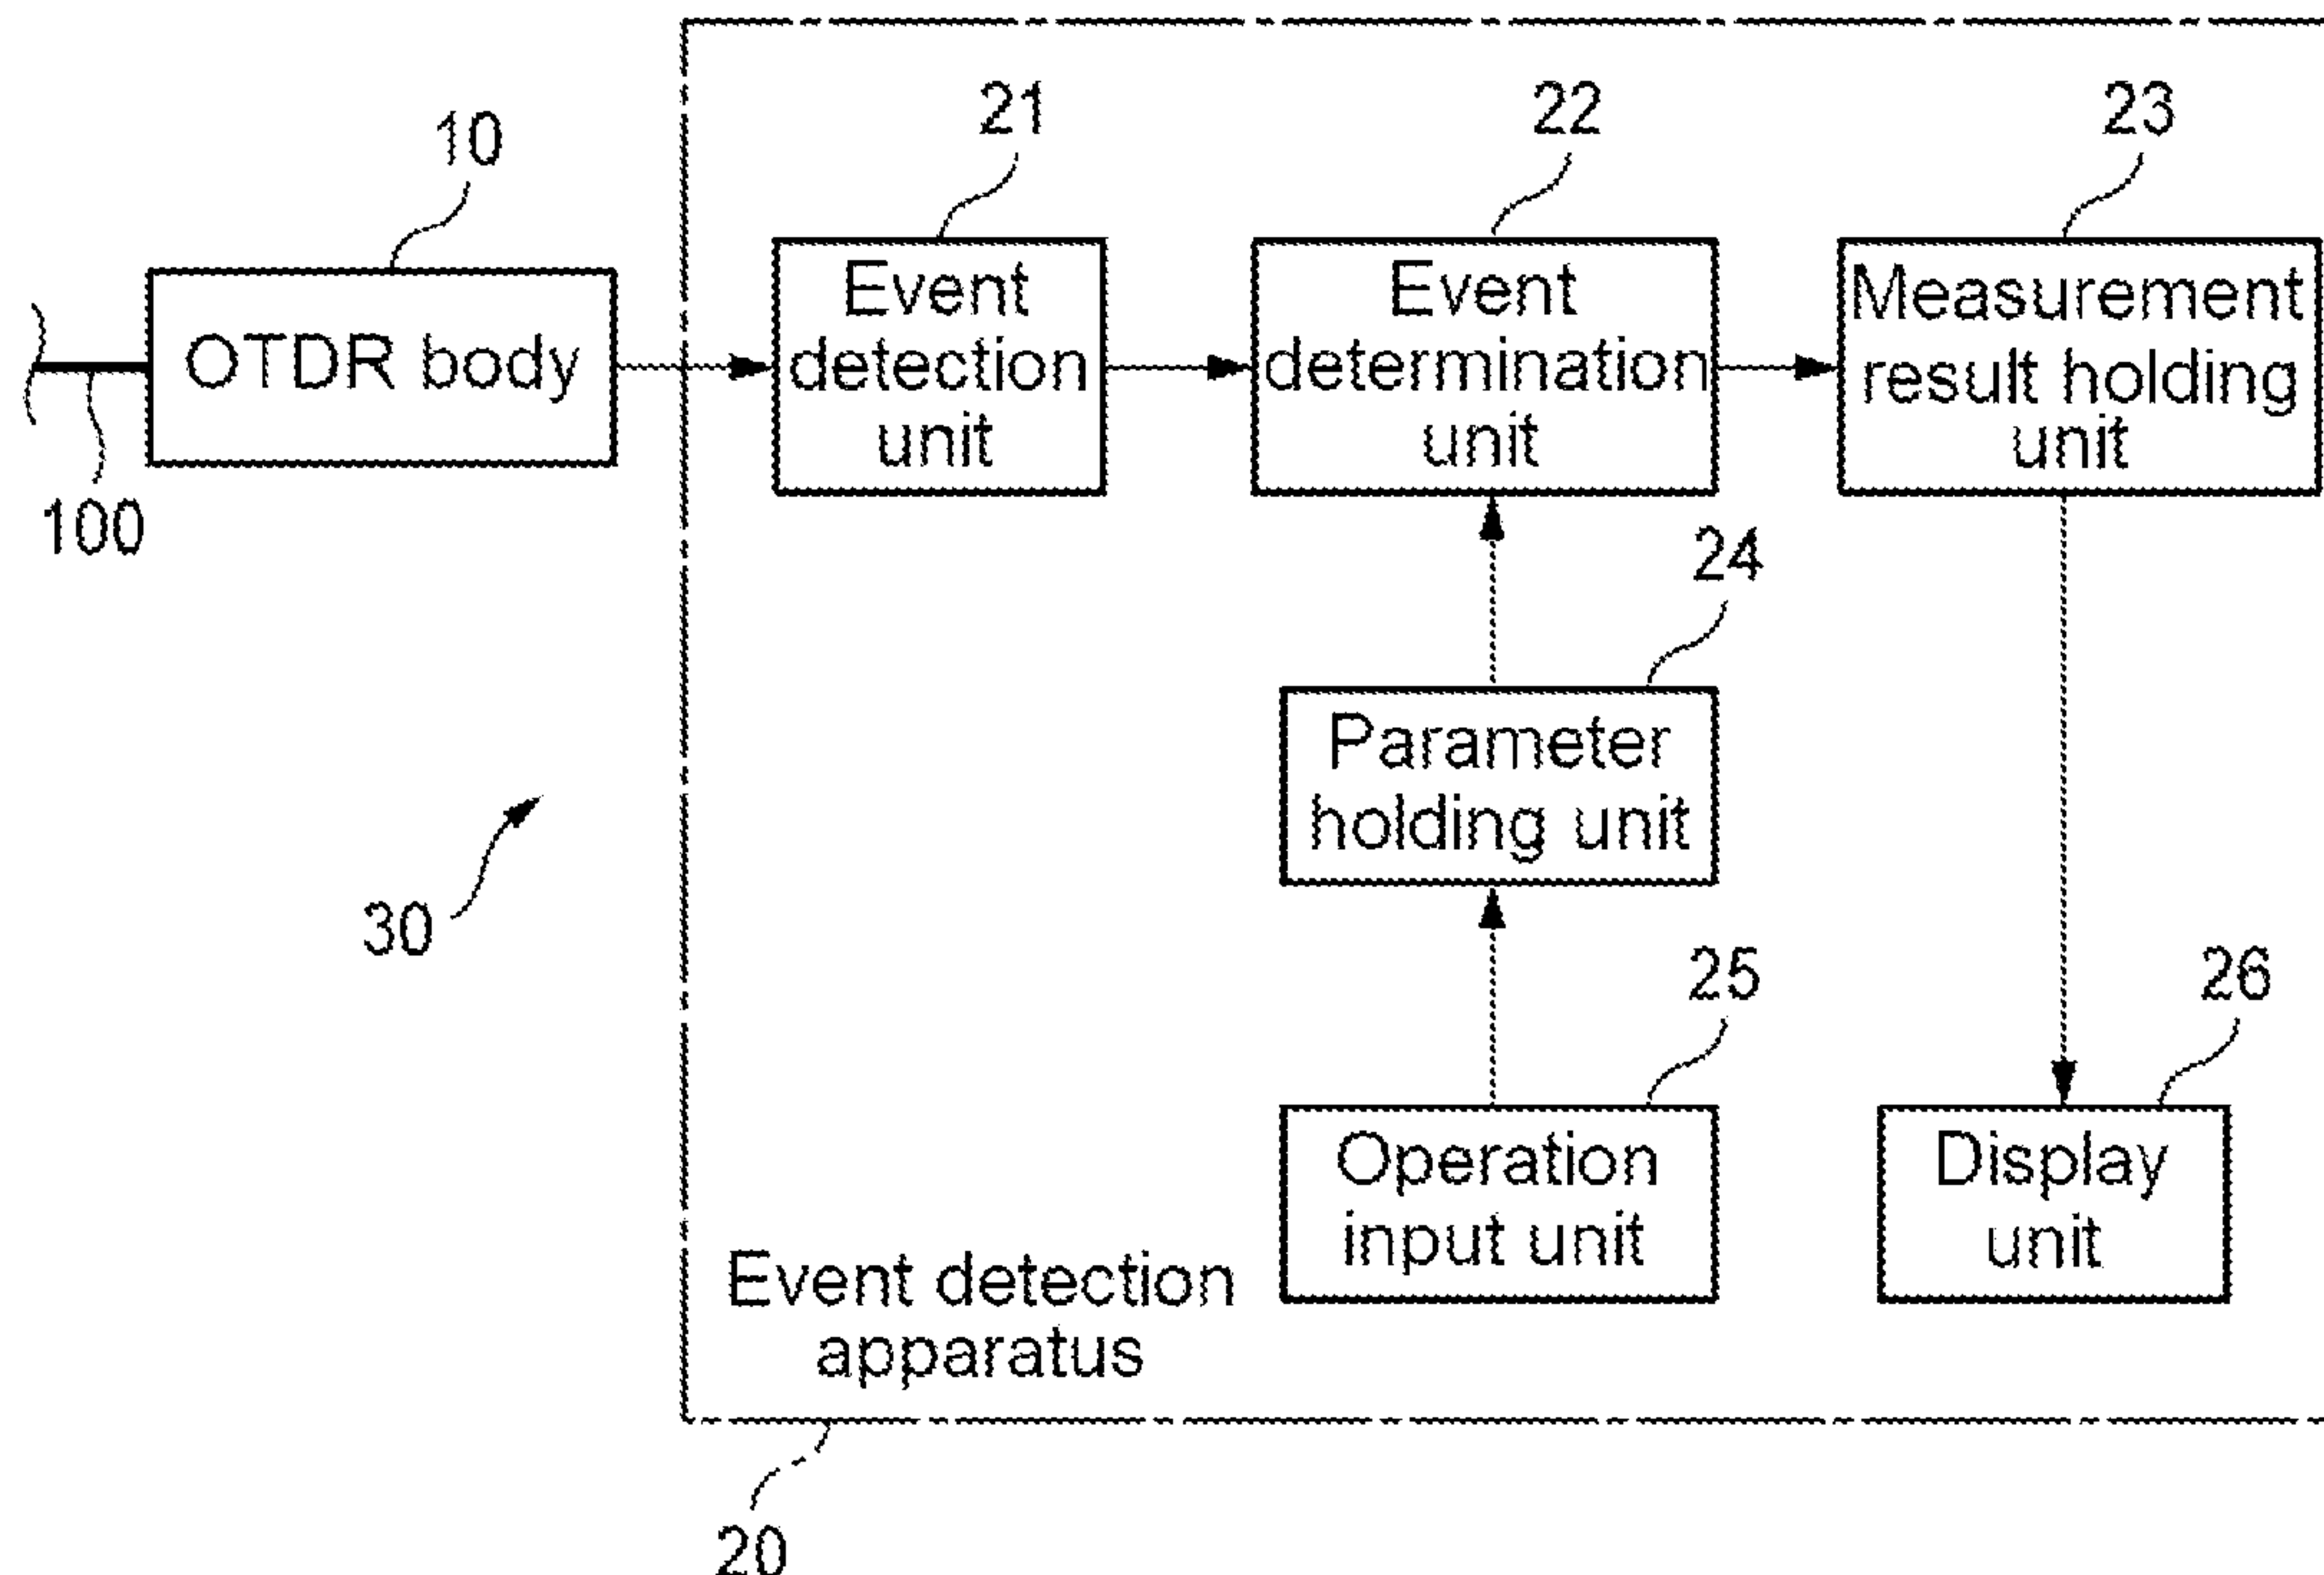 10
21
22
23
OTDR body
Event
detection
unit
Event
determination
unit
Measurement
result holding
unit
100
24
Parameter
holding unit
30
25
26
Operation
input unit
Display
unit
Event detection
apparatus
20